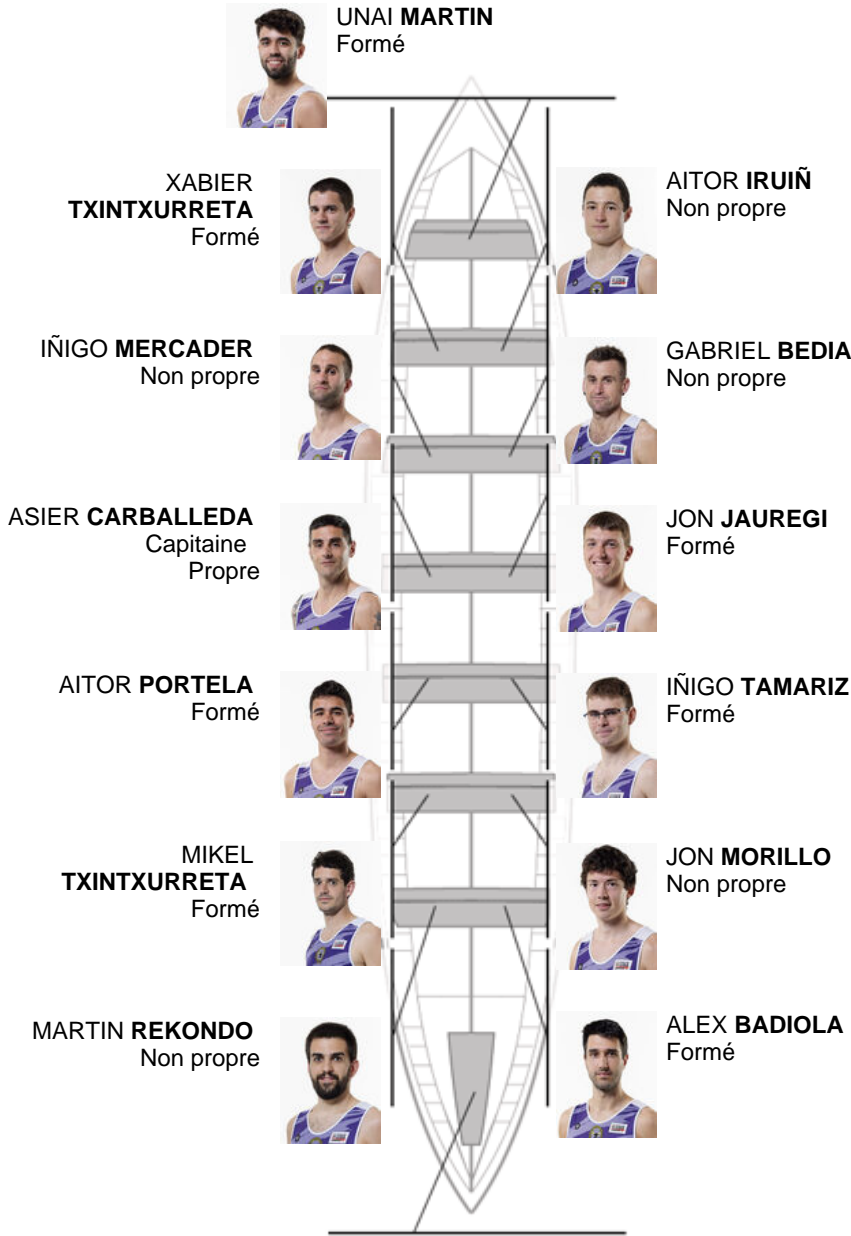 UNAI MARTIN
Formé
XABIER
TXINTXURRETA
Formé
AITOR IRUIÑ
Non propre
IÑIGO MERCADER
Non propre
GABRIEL BEDIA
Non propre
ASIER CARBALLEDA
Capitaine
Propre
JON JAUREGI
Formé
AITOR PORTELA
Formé
IÑIGO TAMARIZ
Formé
MIKEL
TXINTXURRETA
Formé
JON MORILLO
Non propre
MARTIN REKONDO
Non propre
ALEX BADIOLA
Formé